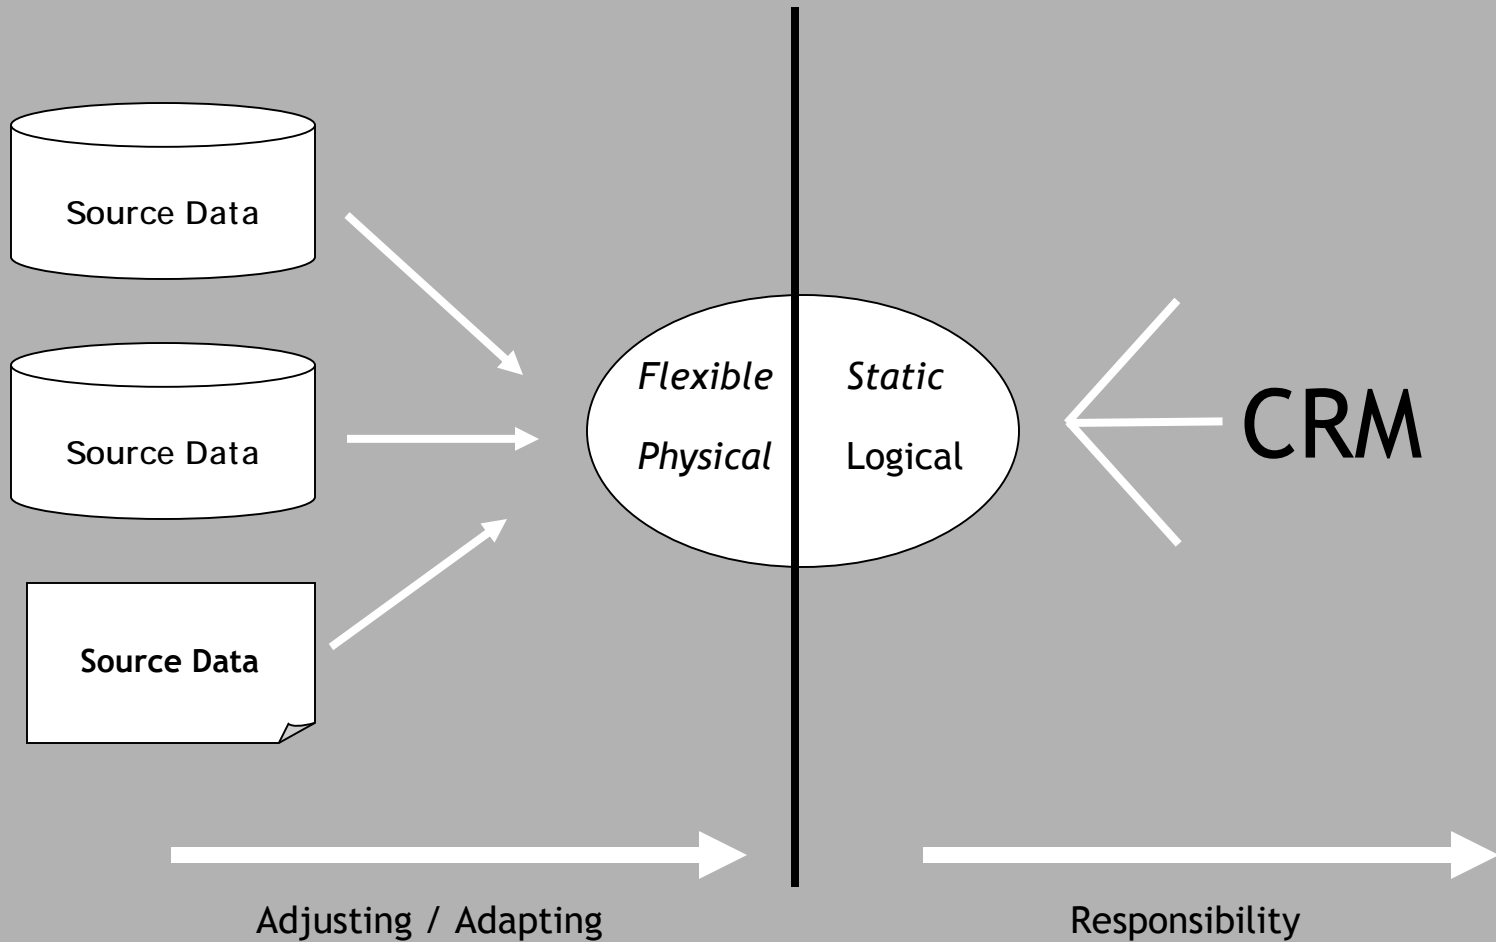 Source Data
Source Data
Source Data
Flexible
Physical
Static
Logical
CRM
Adjusting / Adapting
Responsibility